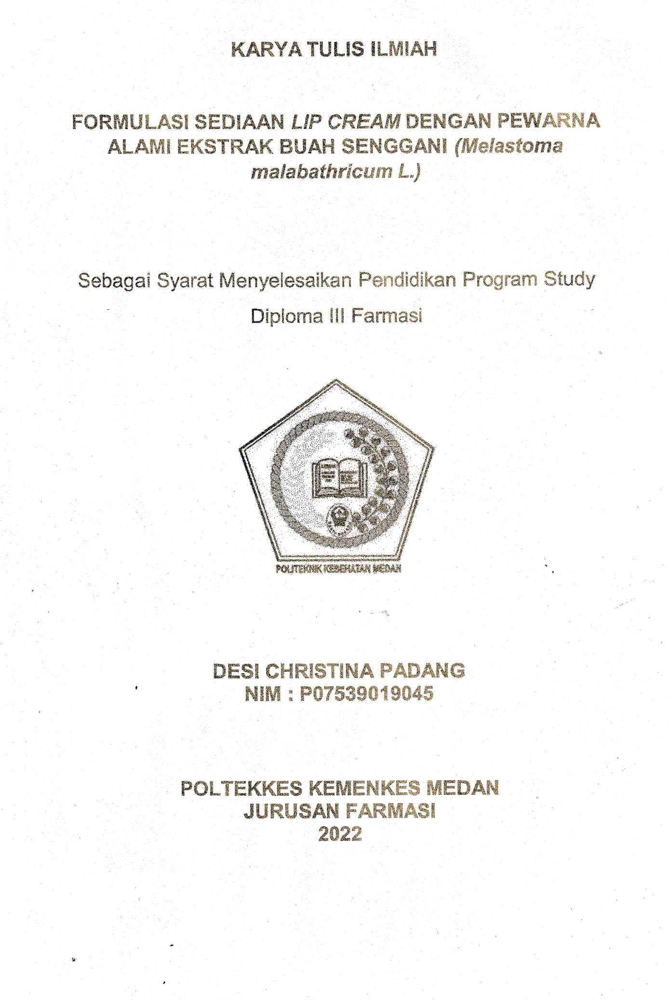 KARYA TULIS ILMIAH
FORMULASI SEDIAAN LIP CREAM DENGAN PEWARNA
ALAMI EKSTRAK BUAH SENGGANI (Melastoma
malabathricum L.)
Sebagai Syarat Menyelesaikan Pendidikan Program Study
Diploma III Farmasi
POLITEKNIK KESEHATAN MEDAN
DESI CHRISTINA PADANG
NIM : P07539019045
POLTEKKES KEMENKES MEDAN
JURUSAN FARMASI
2022